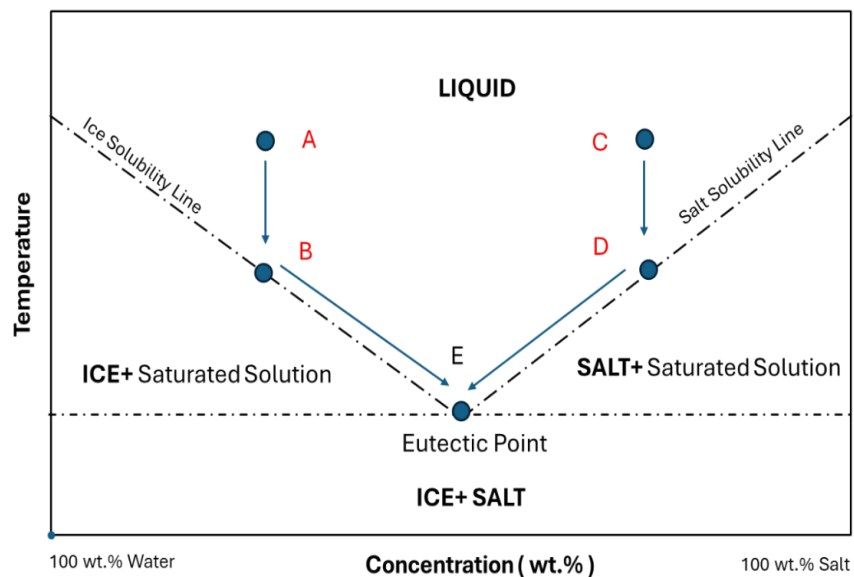 LIQUID
Ice Solubility Line
A
C
Salt Solubility Line
Temperature
B
D
E
ICE+ Saturated Solution
SALT+ Saturated Solution
Eutectic Point
ICE+ SALT
100 wt.% Water
Concentration ( wt.% )
100 wt.% Salt